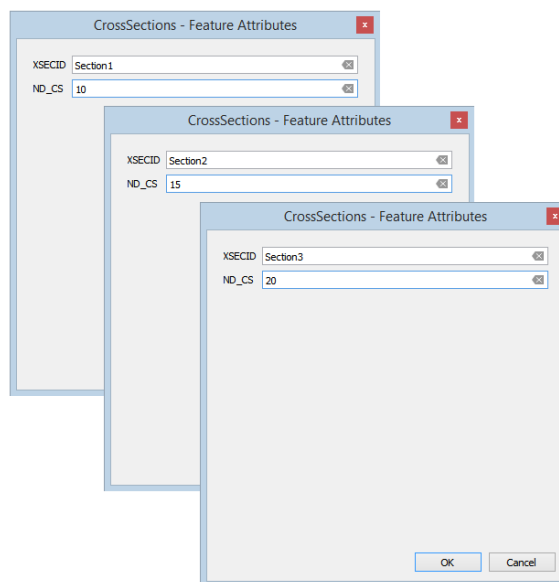 CrossSections - Feature Attributes
x
XSECID Section1
ND_CS 10
CrossSections - Feature Attributes
x
XSECID Section2
ND_CS 15
CrossSections - Feature Attributes
x
XSECID Section3
ND_CS 20
OK Cancel